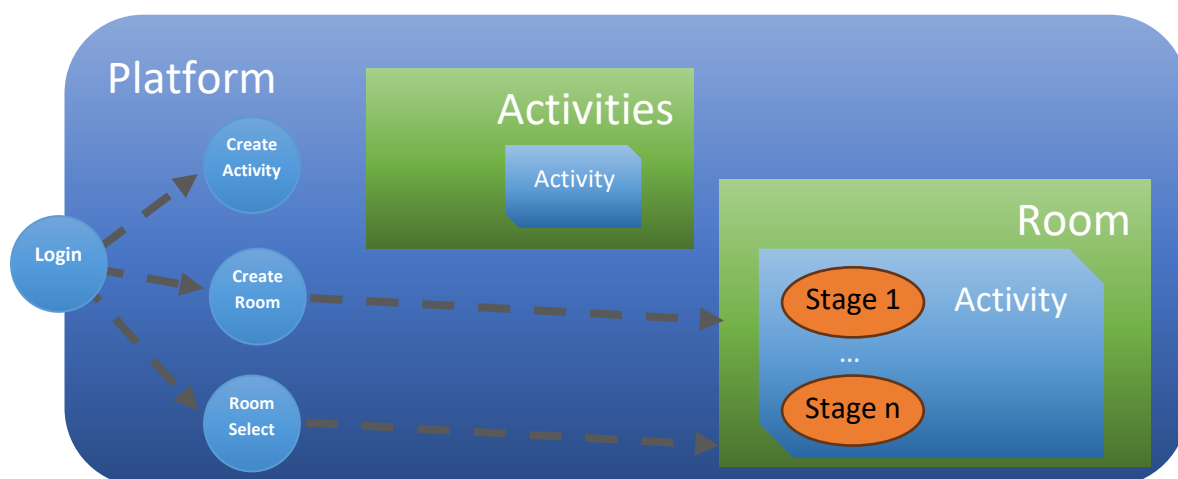 Platform
Create
Activity
Login
Create
Room
Room
Select
Activities
Activity
Room
Activity
Stage 1
...
Stage n